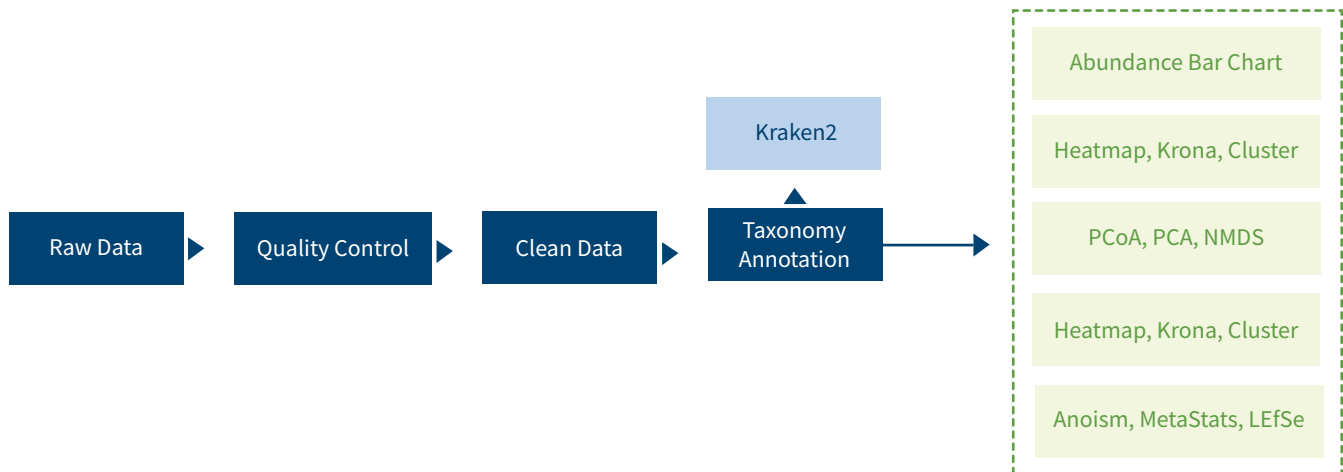 Raw Data
Quality Control
Clean Data
Kraken2
Taxonomy
Annotation
Abundance Bar Chart
Heatmap, Krona, Cluster
PCoA, PCA, NMDS
Heatmap, Krona, Cluster
Anoism, MetaStats, LEfSe